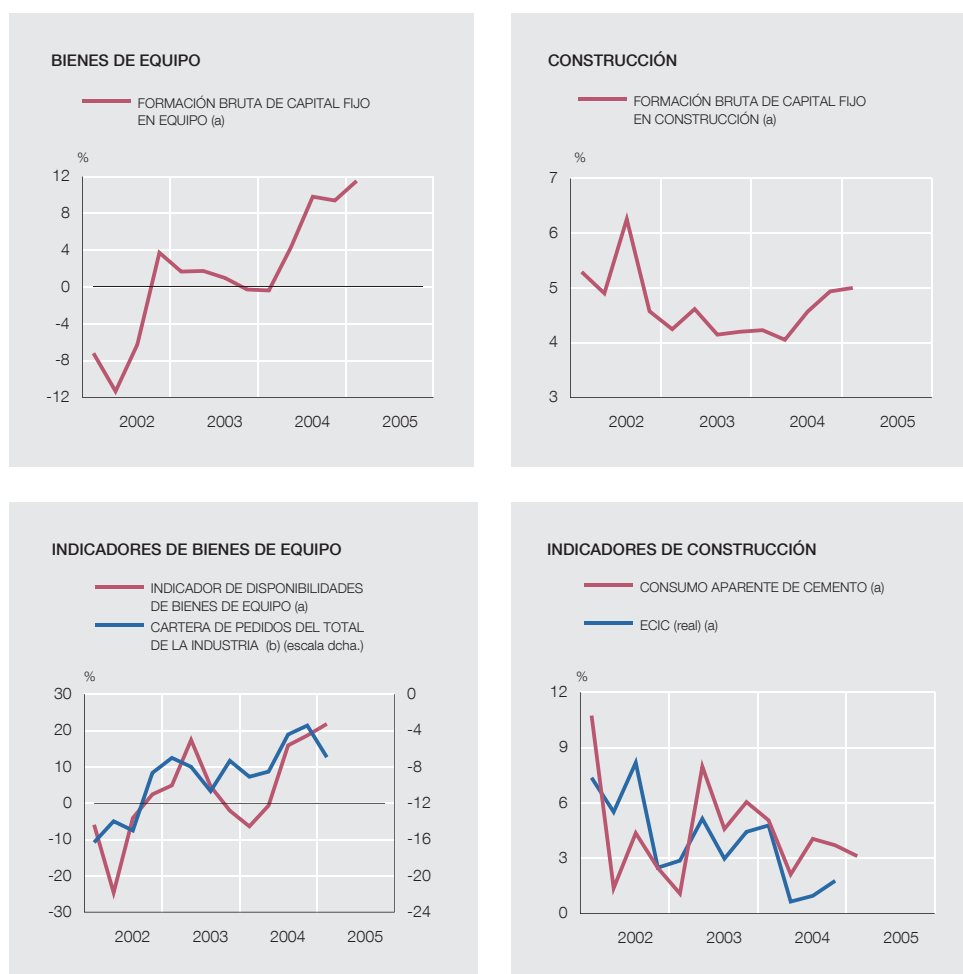 BIENES DE EQUIPO
FORMACIÓN BRUTA DE CAPITAL FIJO
EN EQUIPO (a)
%
12
8
4
0
-4
-8
-12
2002 2003 2004 2005
CONSTRUCCIÓN
FORMACIÓN BRUTA DE CAPITAL FIJO
EN CONSTRUCCIÓN (a)
%
7
6
5
4
3
2002 2003 2004 2005
INDICADORES DE BIENES DE EQUIPO
INDICADOR DE DISPONIBILIDADES
DE BIENES DE EQUIPO (a)
CARTERA DE PEDIDOS DEL TOTAL
DE LA INDUSTRIA (b) (escala dcha.)
%
30 0
20 -4
10 -8
0 -12
-10 -16
-20 -20
-30 -24
2002 2003 2004 2005
INDICADORES DE CONSTRUCCIÓN
CONSUMO APARENTE DE CEMENTO (a)
ECIC (real) (a)
%
12
9
6
3
0
2002 2003 2004 2005